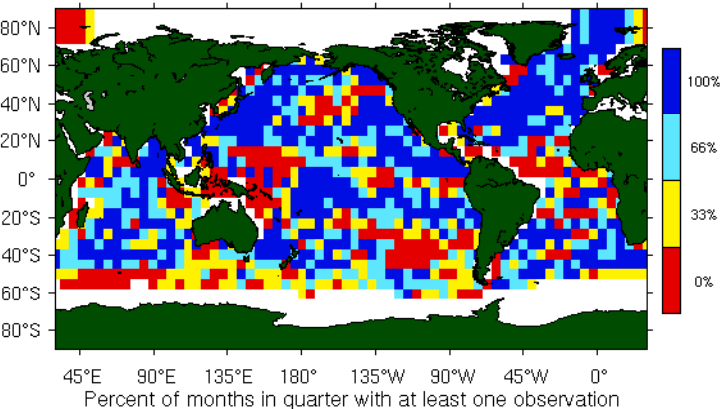 80°N
60°N
40°N
20°N
0°
20°S
40°S
60°S
80°S
100%
66%
33%
0%
45°E 90°E 135°E 180° 135°W 90°W 45°W 0°
Percent of months in quarter with at least one observation